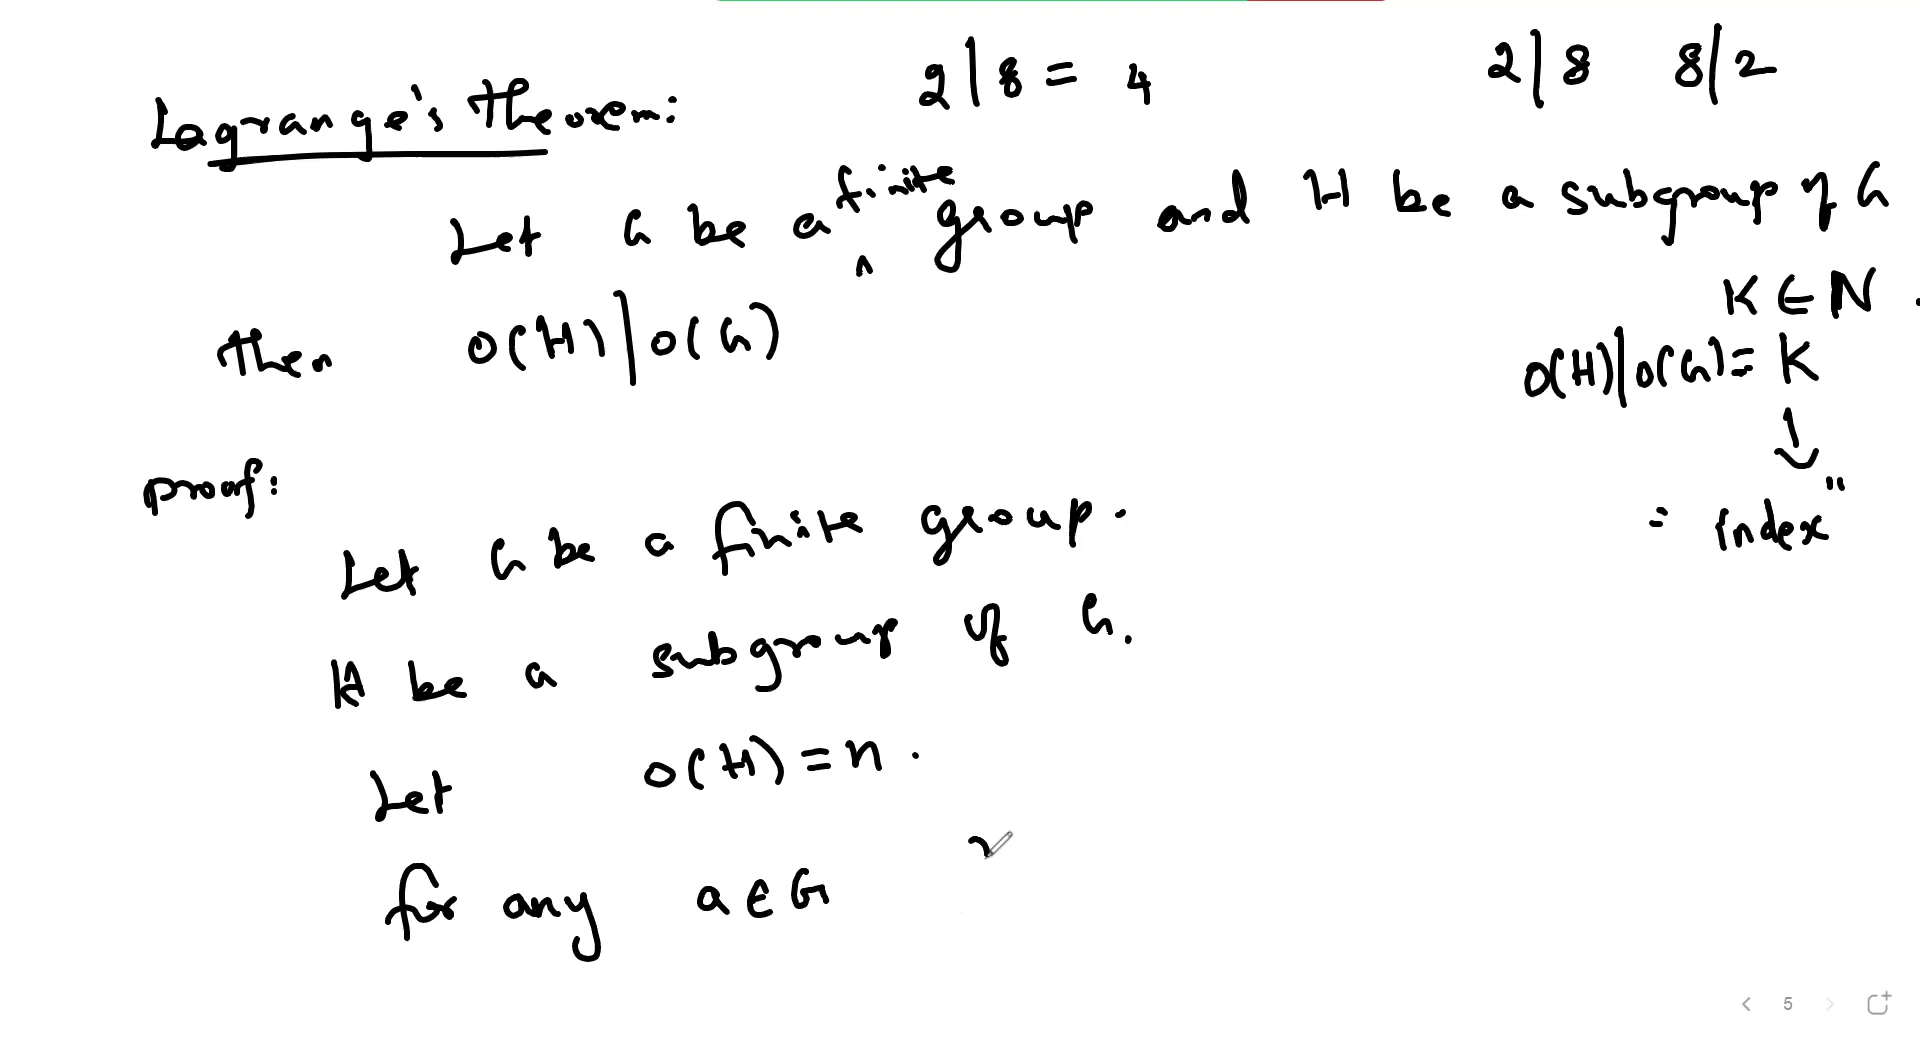 Lagrange's Theorem:
2|8 = 4
2|8 8/2
Let G be a finite group and H be a subgroup of G
K ∈ N.
Then O(H)|O(G)
O(H)|O(G) = K
↓
= index"
Proof:
Let G be a finite group.
H be a subgroup of G.
Let O(H) = n.
for any a ∈ G
5